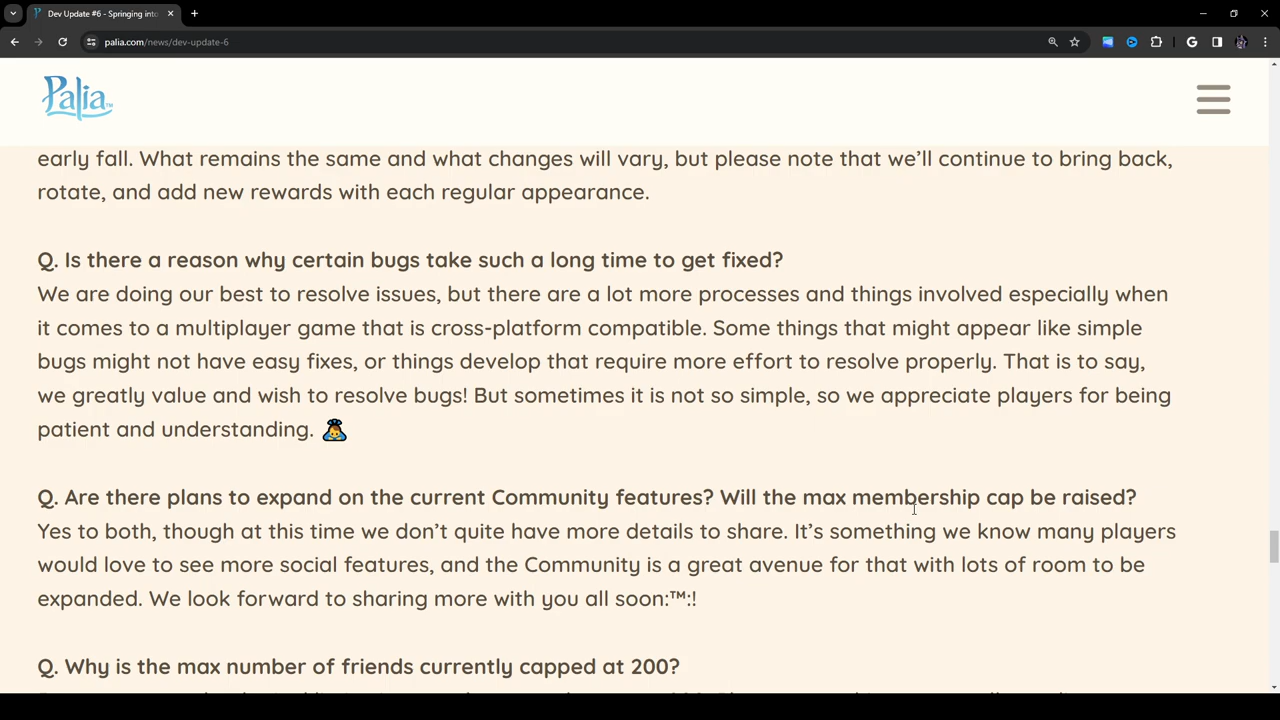 Dev Update #6 - Springing into
palia.com/news/dev-update-6
Palia™
early fall. What remains the same and what changes will vary, but please note that we’ll continue to bring back,
rotate, and add new rewards with each regular appearance.
Q. Is there a reason why certain bugs take such a long time to get fixed?
We are doing our best to resolve issues, but there are a lot more processes and things involved especially when
it comes to a multiplayer game that is cross-platform compatible. Some things that might appear like simple
bugs might not have easy fixes, or things develop that require more effort to resolve properly. That is to say,
we greatly value and wish to resolve bugs! But sometimes it is not so simple, so we appreciate players for being
patient and understanding. 🙇
Q. Are there plans to expand on the current Community features? Will the max membership cap be raised?
Yes to both, though at this time we don’t quite have more details to share. It’s something we know many players
would love to see more social features, and the Community is a great avenue for that with lots of room to be
expanded. We look forward to sharing more with you all soon:™:!
Q. Why is the max number of friends currently capped at 200?